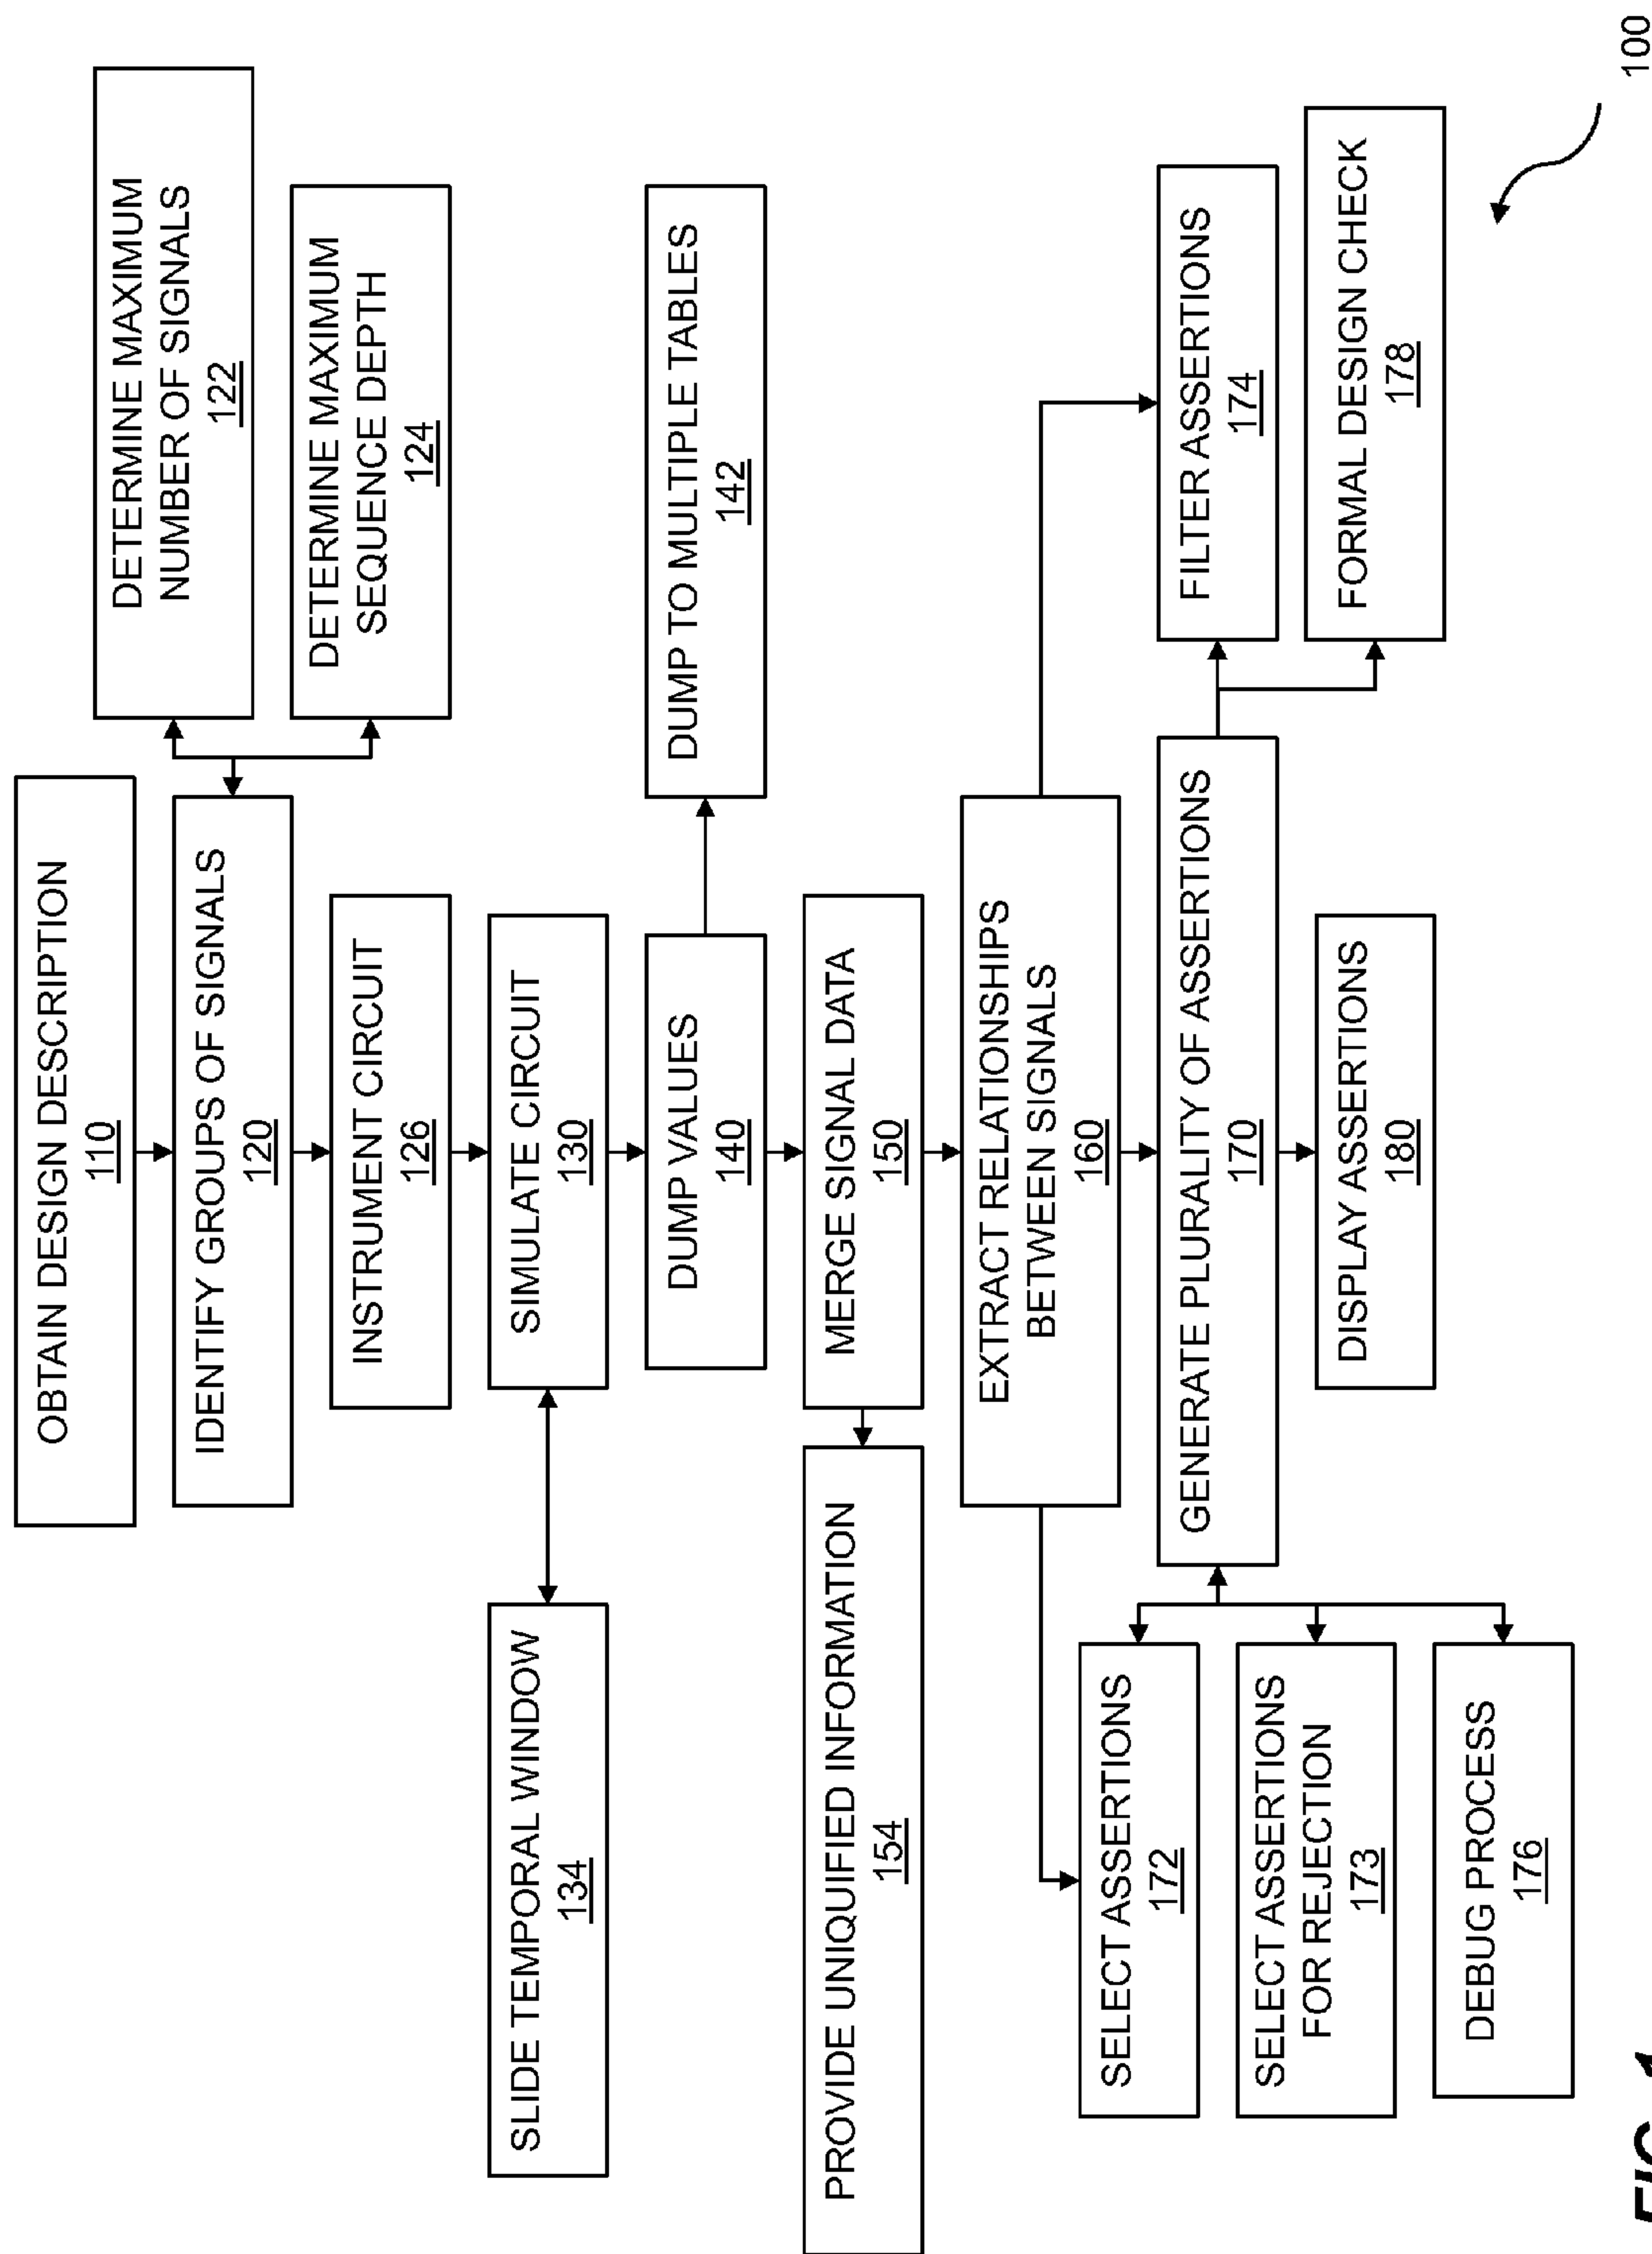 OBTAIN DESIGN DESCRIPTION
110
IDENTIFY GROUPS OF SIGNALS
120
DETERMINE MAXIMUM
NUMBER OF SIGNALS
122
DETERMINE MAXIMUM
SEQUENCE DEPTH
124
INSTRUMENT CIRCUIT
126
SLIDE TEMPORAL WINDOW
134
SIMULATE CIRCUIT
130
DUMP VALUES
140
DUMP TO MULTIPLE TABLES
142
PROVIDE UNIQUIFIED INFORMATION
154
MERGE SIGNAL DATA
150
EXTRACT RELATIONSHIPS
BETWEEN SIGNALS
160
SELECT ASSERTIONS
172
SELECT ASSERTIONS
FOR REJECTION
173
DEBUG PROCESS
176
GENERATE PLURALITY OF ASSERTIONS
170
FILTER ASSERTIONS
174
FORMAL DESIGN CHECK
178
DISPLAY ASSERTIONS
180
100
FIG. 1